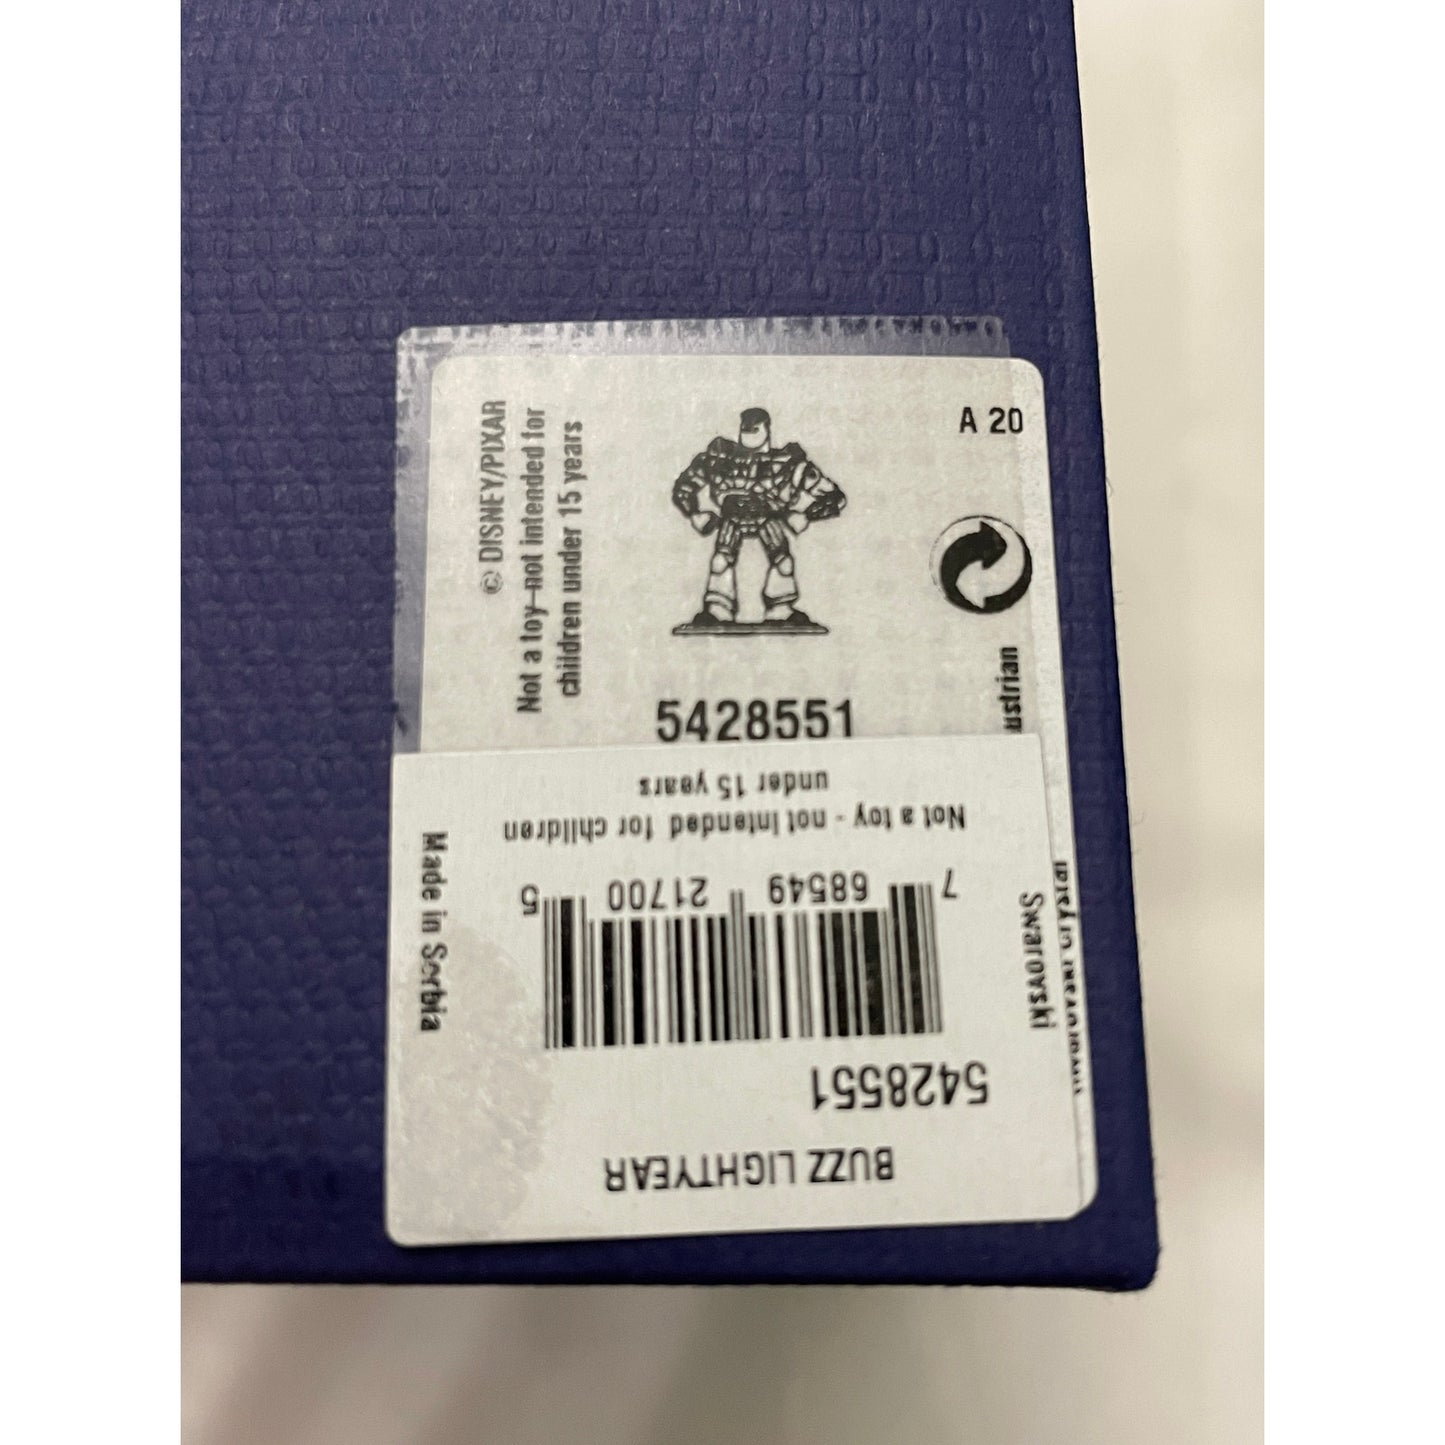 © DISNEY/PIXAR
Not a toy–not intended for
children under 15 years
A 20
ustrian
5428551
BUZZ LIGHTYEAR
5428551
7 68549 21700 5
Not a toy - not intended for children
under 15 years
Made in Serbia
Swarovski